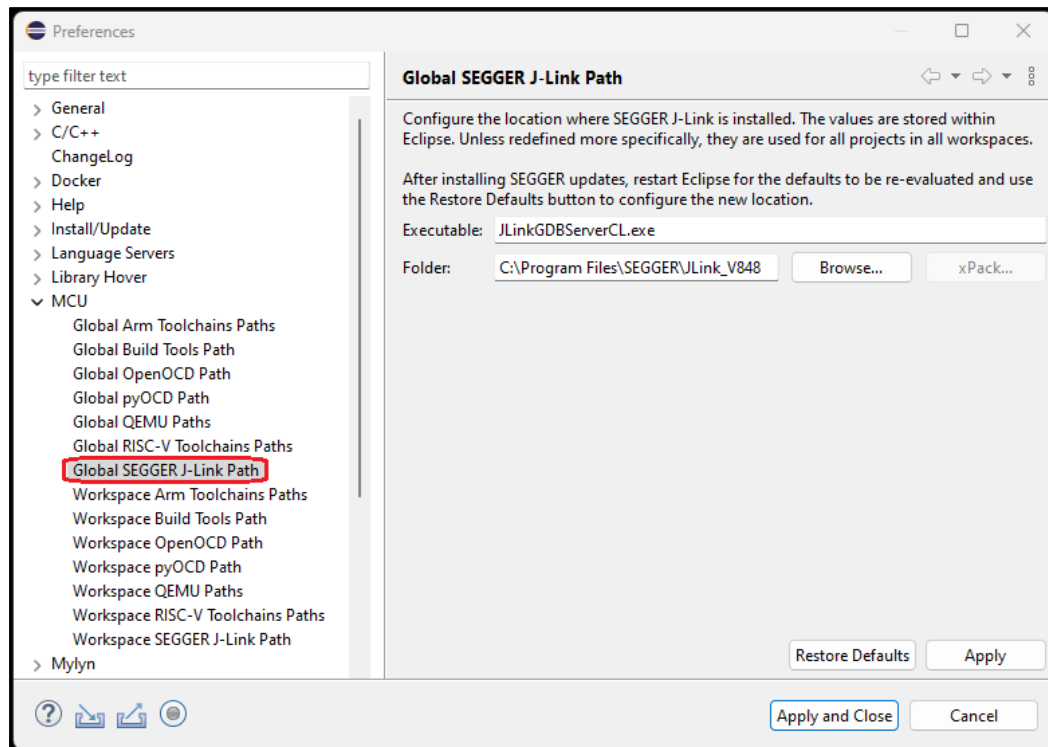 Preferences
type filter text
General
C/C++
ChangeLog
Docker
Help
Install/Update
Language Servers
Library Hover
MCU
Global Arm Toolchains Paths
Global Build Tools Path
Global OpenOCD Path
Global pyOCD Path
Global QEMU Paths
Global RISC-V Toolchains Paths
Global SEGGER J-Link Path
Workspace Arm Toolchains Paths
Workspace Build Tools Path
Workspace OpenOCD Path
Workspace pyOCD Path
Workspace QEMU Paths
Workspace RISC-V Toolchains Paths
Workspace SEGGER J-Link Path
Mylyn
Global SEGGER J-Link Path
Configure the location where SEGGER J-Link is installed. The values are stored within
Eclipse. Unless redefined more specifically, they are used for all projects in all workspaces.
After installing SEGGER updates, restart Eclipse for the defaults to be re-evaluated and use
the Restore Defaults button to configure the new location.
Executable: JLinkGDBServerCL.exe
Folder: C:\Program Files\SEGGER\JLink_V848 Browse... xPack...
Restore Defaults Apply
? Apply and Close Cancel